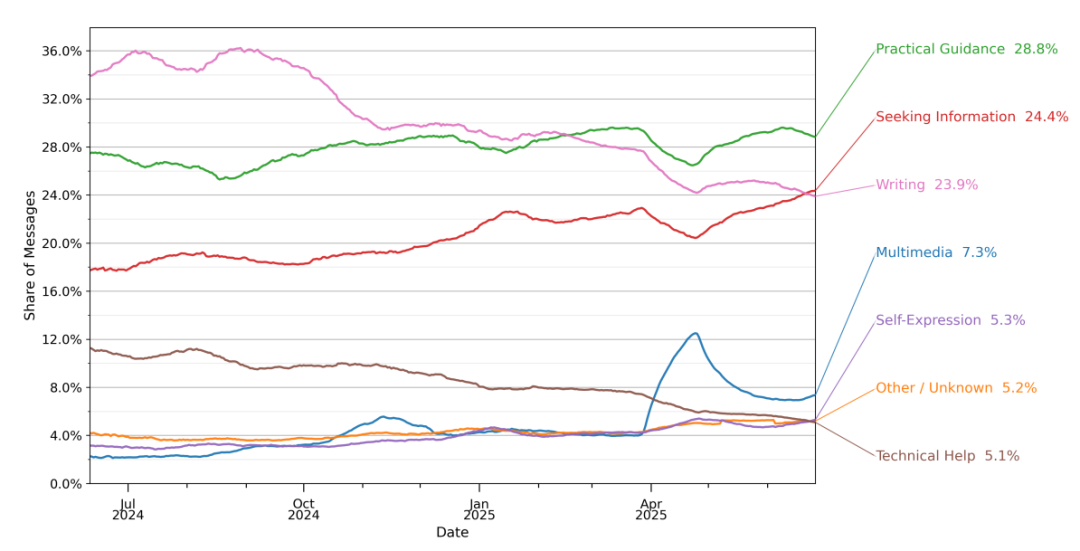 36.0%
32.0%
28.0%
24.0%
20.0%
16.0%
12.0%
8.0%
4.0%
0.0%
Share of Messages
Jul
2024
Oct
2024
Jan
2025
Apr
2025
Date
Practical Guidance 28.8%
Seeking Information 24.4%
Writing 23.9%
Multimedia 7.3%
Self-Expression 5.3%
Other / Unknown 5.2%
Technical Help 5.1%